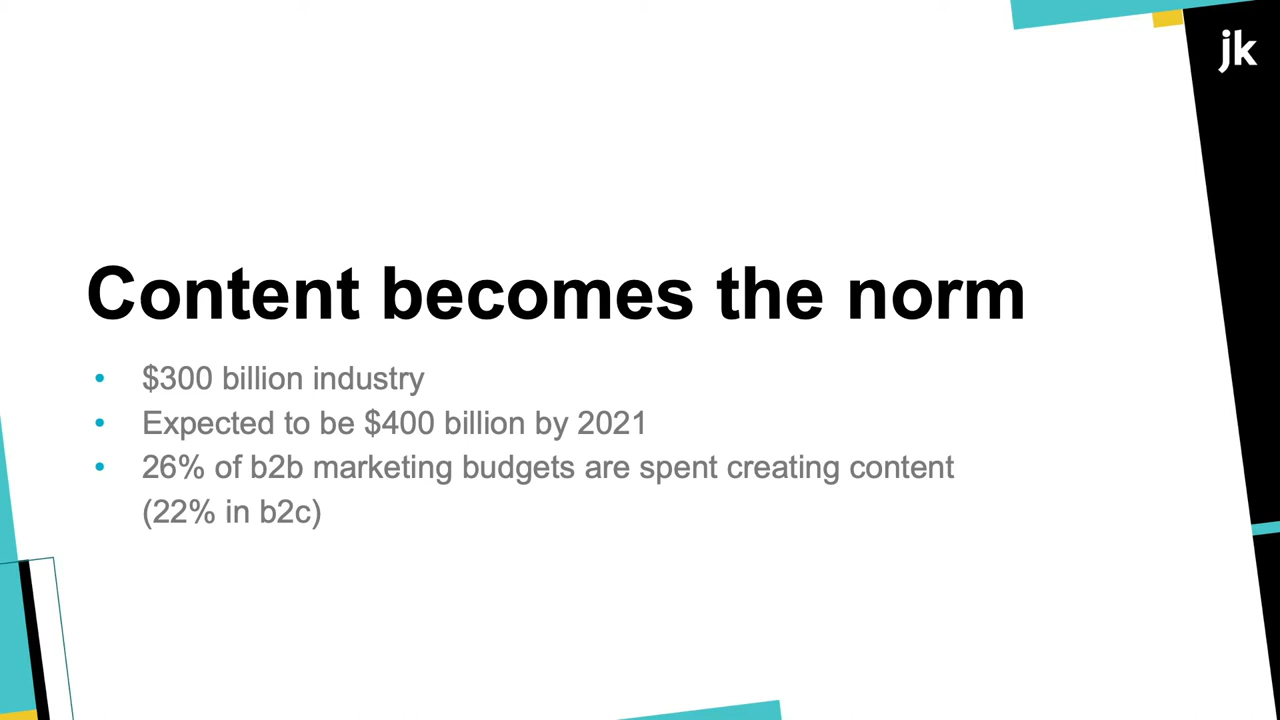 jk
Content becomes the norm
• $300 billion industry
• Expected to be $400 billion by 2021
• 26% of b2b marketing budgets are spent creating content
(22% in b2c)